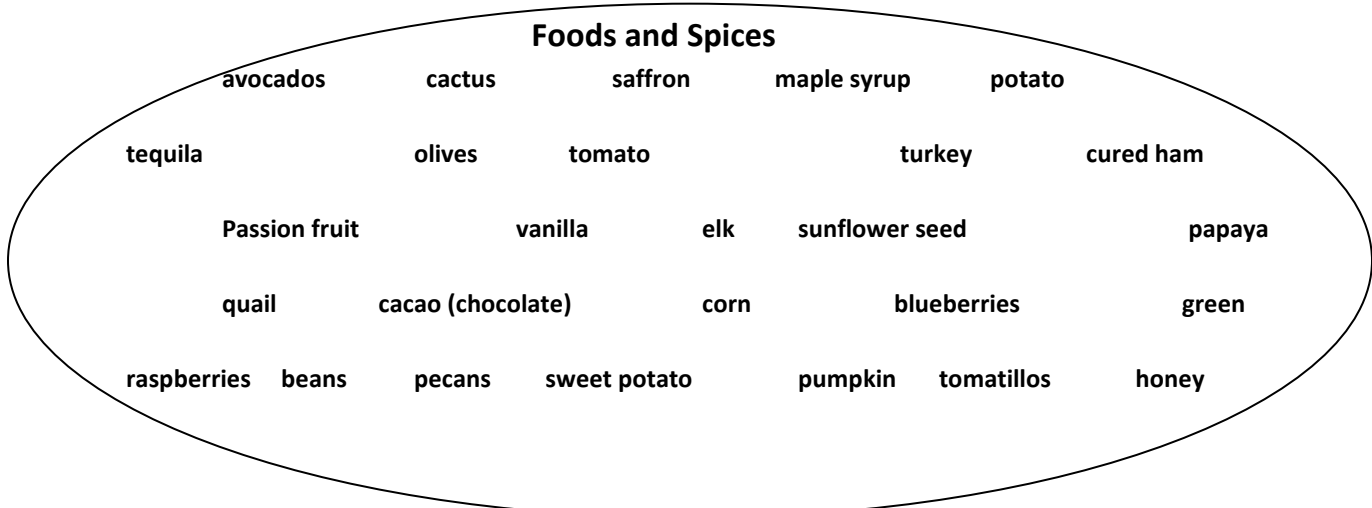 Foods and Spices
avocados cactus saffron maple syrup potato
tequila olives tomato turkey cured ham
Passion fruit vanilla elk sunflower seed papaya
quail cacao (chocolate) corn blueberries green
raspberries beans pecans sweet potato pumpkin tomatillos honey